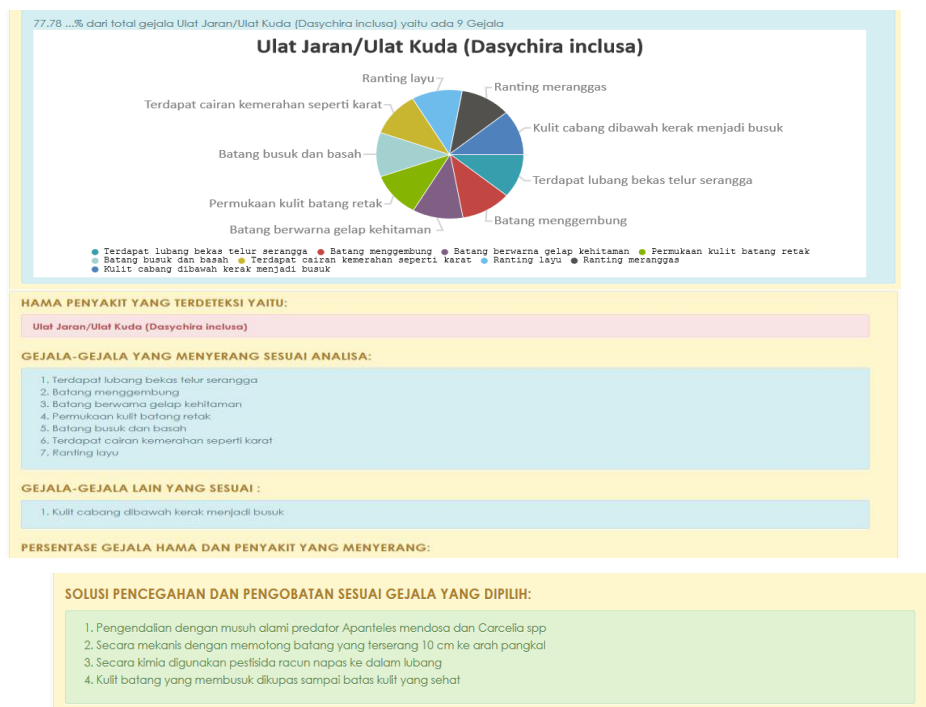 77.78 ...% dari total gejala Ulat Jaran/Ulat Kuda (Dasychira inclusa) yaitu ada 9 Gejala
Ulat Jaran/Ulat Kuda (Dasychira inclusa)
Ranting layu
Ranting meranggas
Terdapat cairan kemerahan seperti karat
Kulit cabang dibawah kerak menjadi busuk
Batang busuk dan basah
Terdapat lubang bekas telur serangga
Permukaan kulit batang retak
Batang menggembung
Batang berwarna gelap kehitaman
Terdapat lubang bekas telur serangga Batang menggembung Batang berwarna gelap kehitaman Permukaan kulit batang retak
Batang busuk dan basah Terdapat cairan kemerahan seperti karat Ranting layu Ranting meranggas
Kulit cabang dibawah kerak menjadi busuk
HAMA PENYAKIT YANG TERDETEKSI YAITU:
Ulat Jaran/Ulat Kuda (Dasychira inclusa)
GEJALA-GEJALA YANG MENYERANG SESUAI ANALISA:
1. Terdapat lubang bekas telur serangga
2. Batang menggembung
3. Batang berwarna gelap kehitaman
4. Permukaan kulit batang retak
5. Batang busuk dan basah
6. Terdapat cairan kemerahan seperti karat
7. Ranting layu
GEJALA-GEJALA LAIN YANG SESUAI :
1. Kulit cabang dibawah kerak menjadi busuk
PERSENTASE GEJALA HAMA DAN PENYAKIT YANG MENYERANG:
SOLUSI PENCEGAHAN DAN PENGOBATAN SESUAI GEJALA YANG DIPILIH:
1. Pengendalian dengan musuh alami predator Apanteles mendosa dan Carcelia spp
2. Secara mekanis dengan memotong batang yang terserang 10 cm ke arah pangkal
3. Secara kimia digunakan pestisida racun napas ke dalam lubang
4. Kulit batang yang membusuk dikupas sampai batas kulit yang sehat